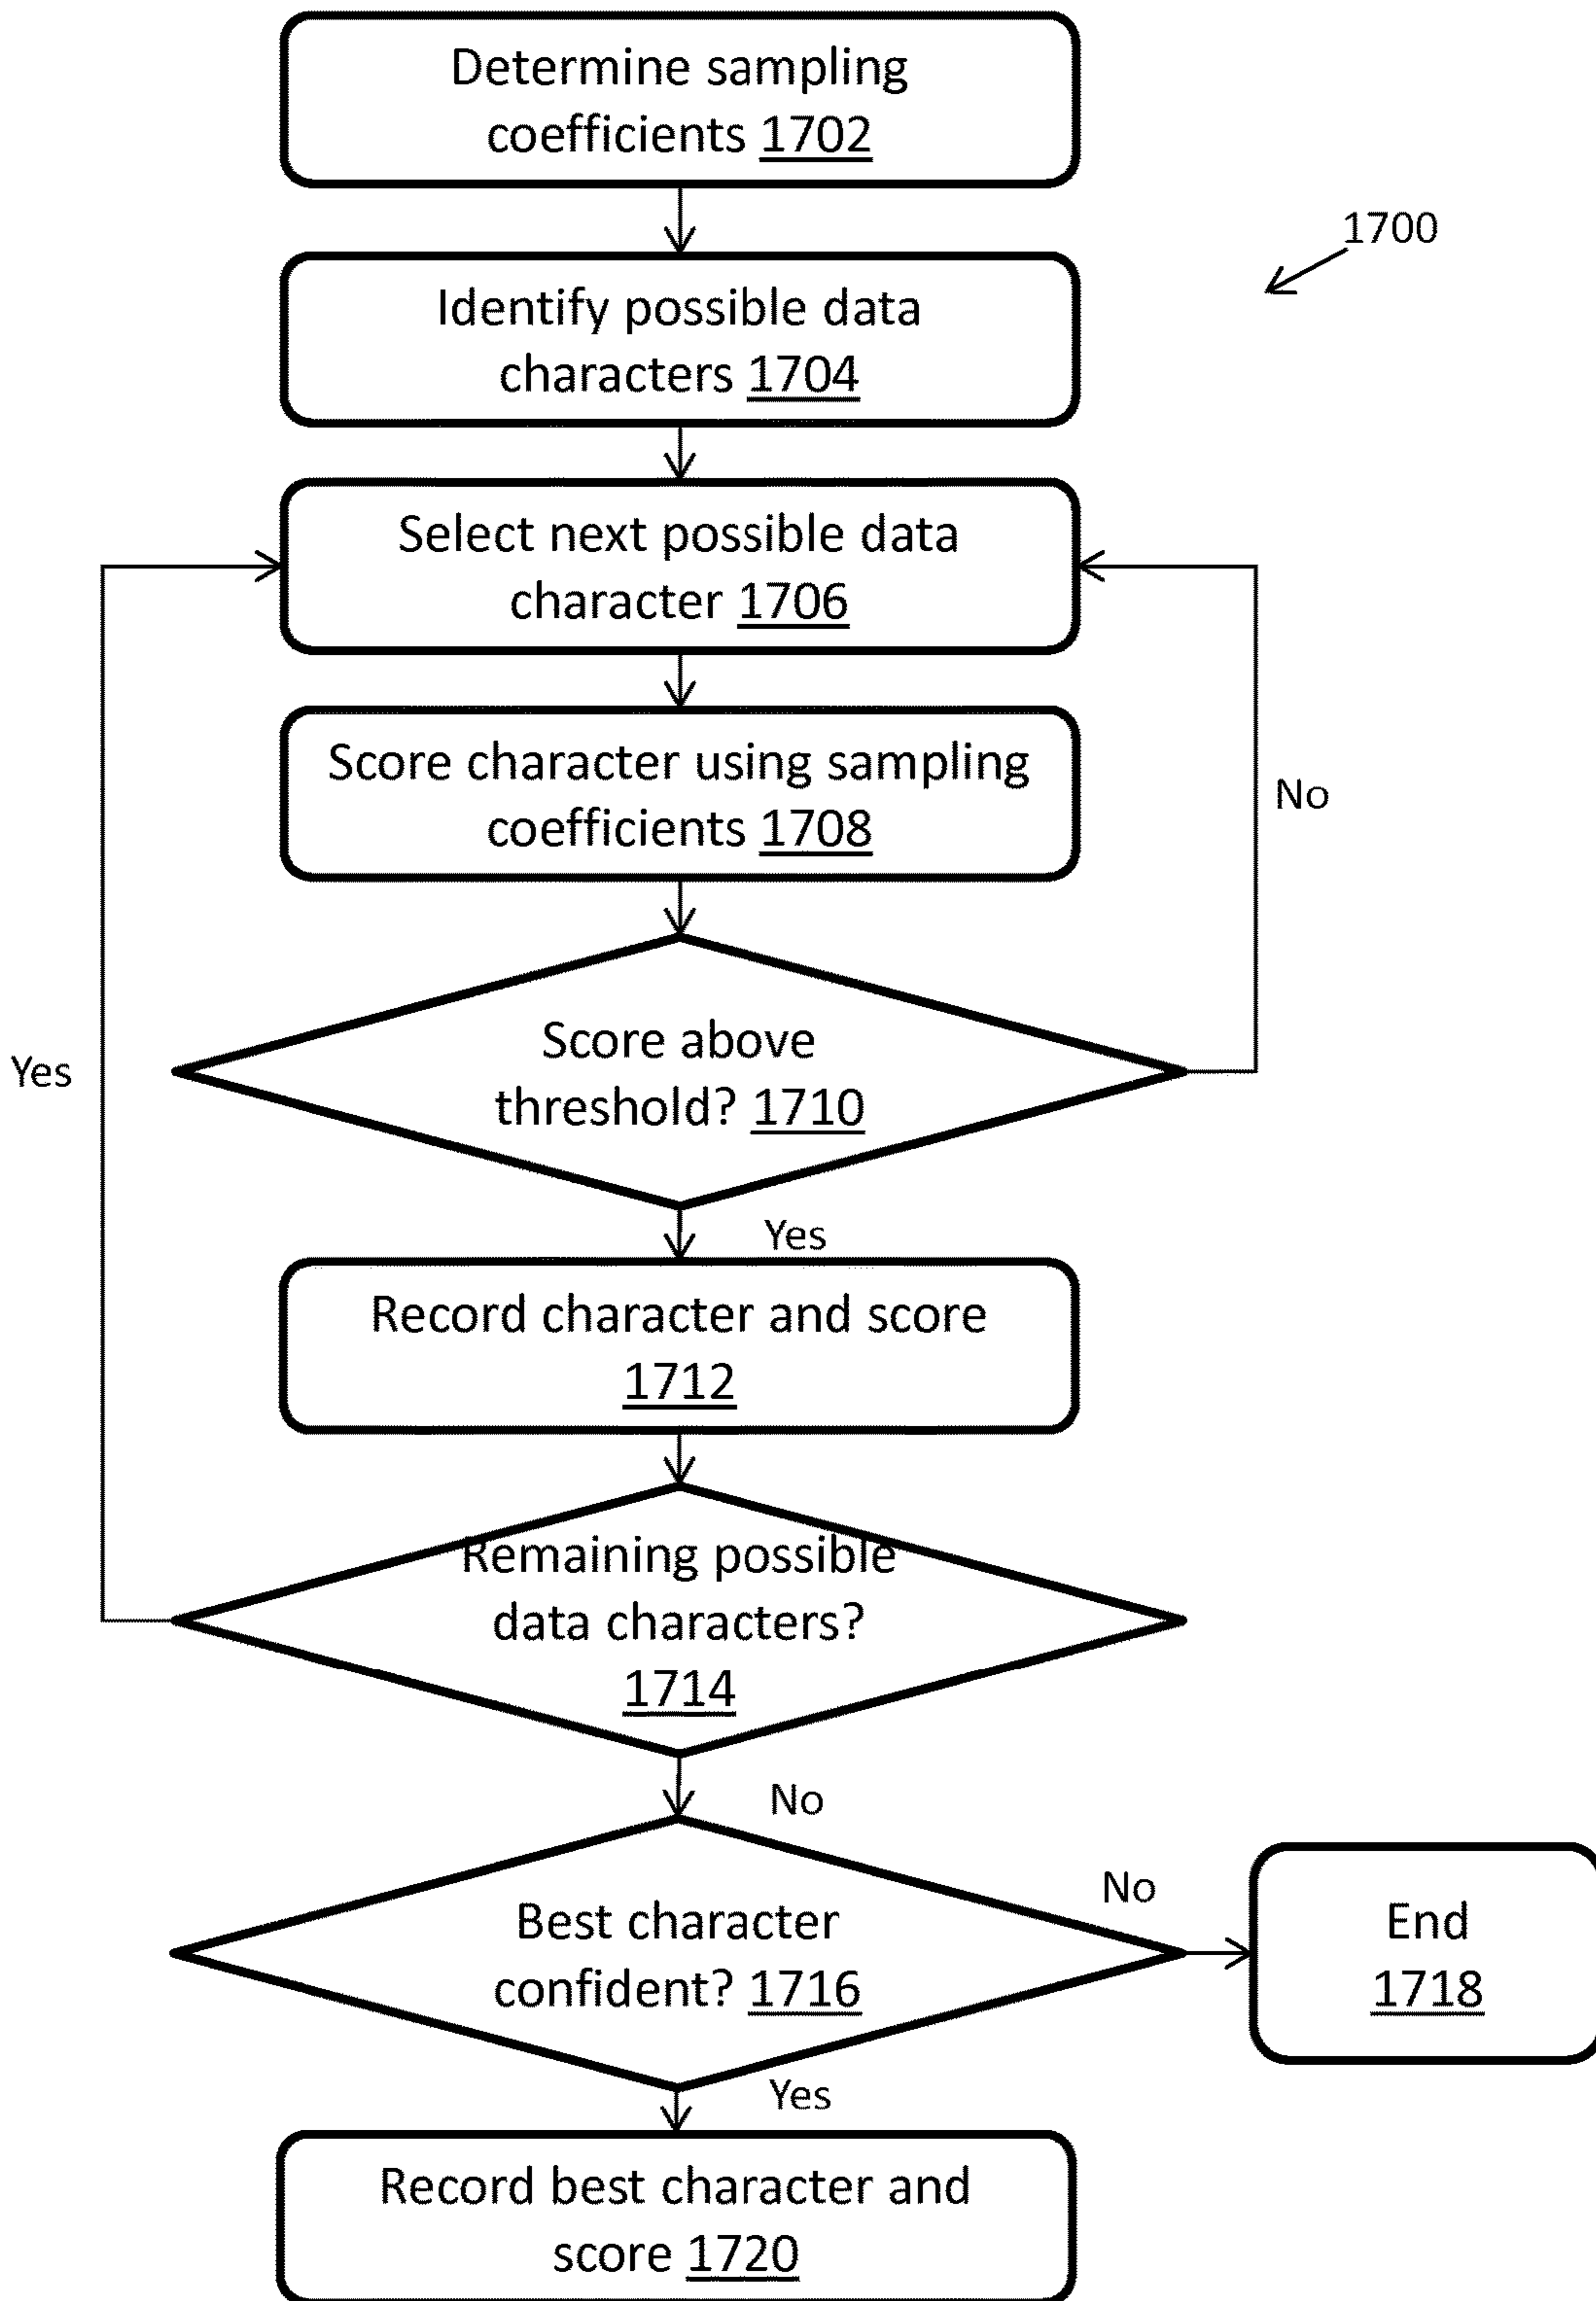 Determine sampling
coefficients 1702
1700
Identify possible data
characters 1704
Select next possible data
character 1706
Score character using sampling
coefficients 1708
No
Score above
threshold? 1710
Yes
Yes
Record character and score
1712
Remaining possible
data characters?
1714
No
Best character
confident? 1716
No
End
1718
Yes
Record best character and
score 1720